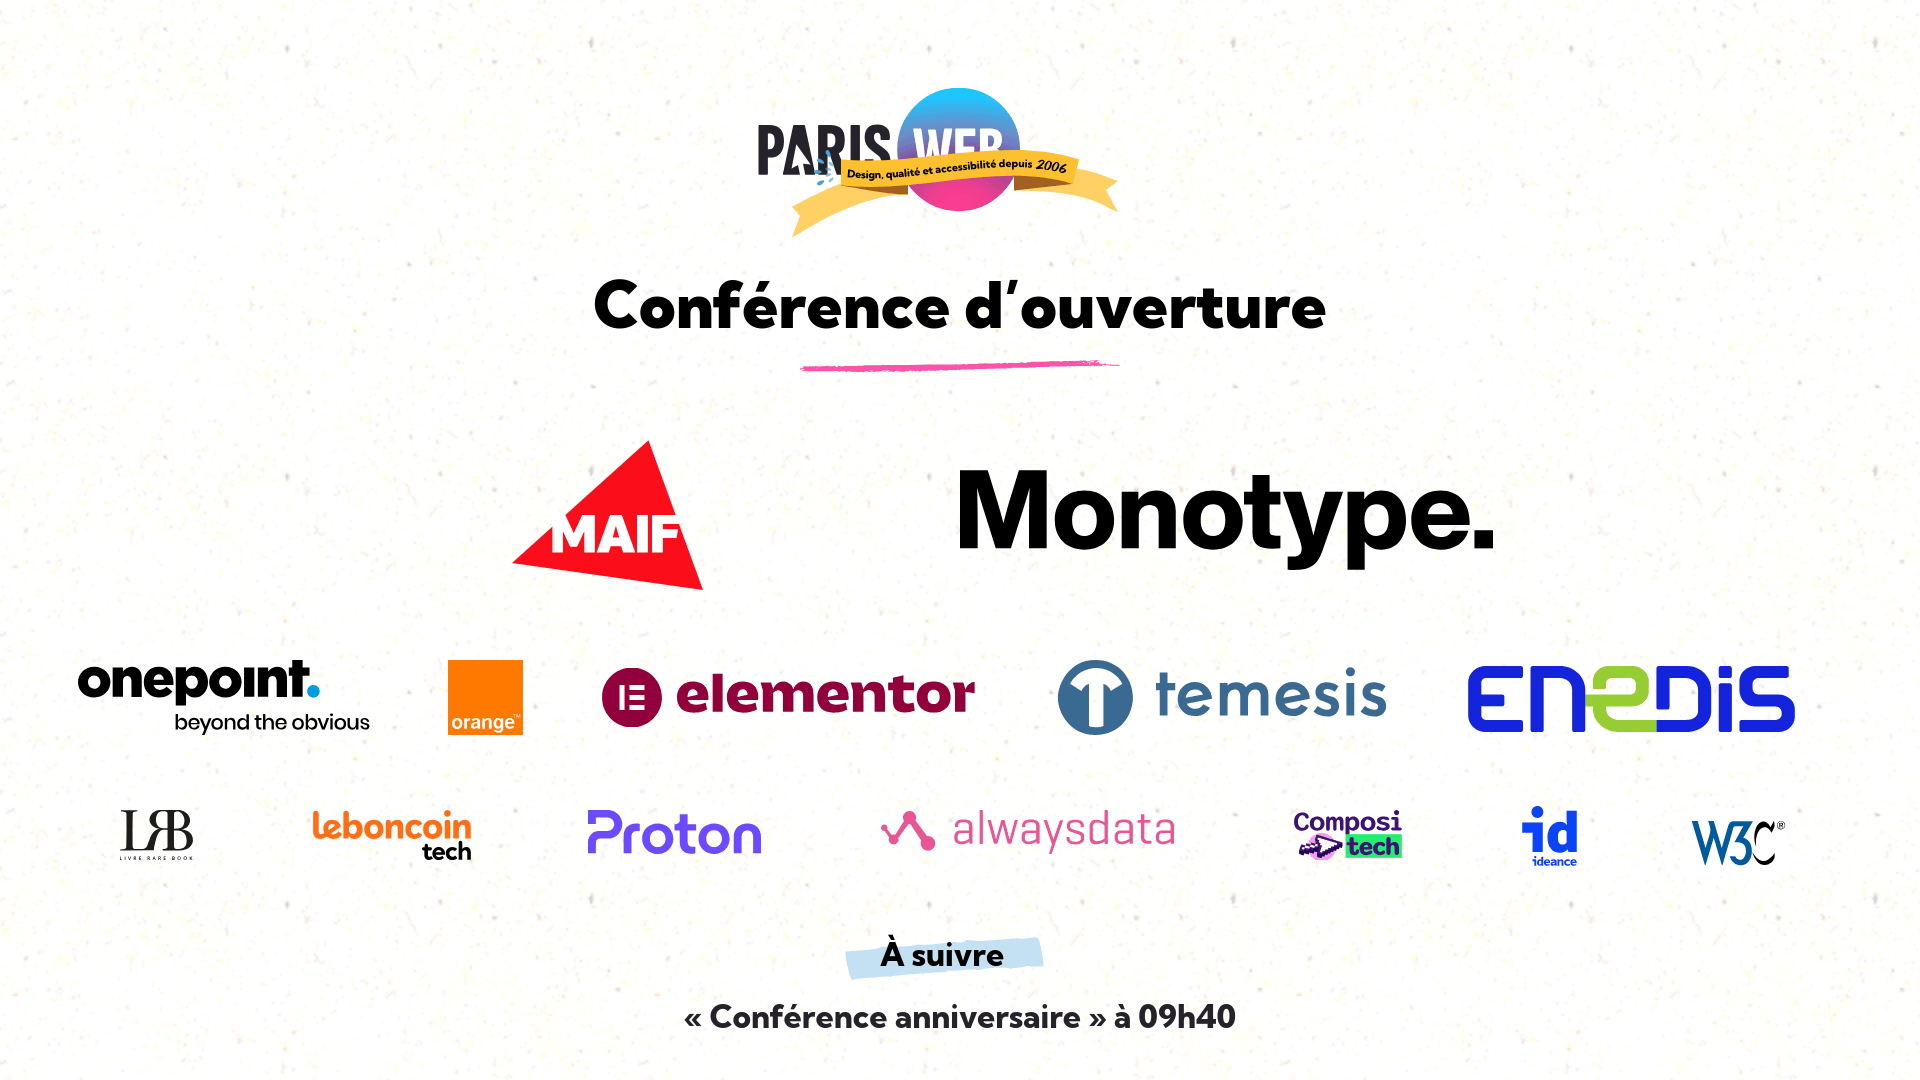 PARIS WEB
Design, qualité et accessibilité depuis 2006
Conférence d’ouverture
MAIF
Monotype.
onepoint.
beyond the obvious
orange™
elementor
temesis
ENEDIS
LRB
LIVRE RARE BOOK
leboncoin
tech
Proton
alwaysdata
Composi
tech
id
ideance
W3C®
À suivre
« Conférence anniversaire » à 09h40